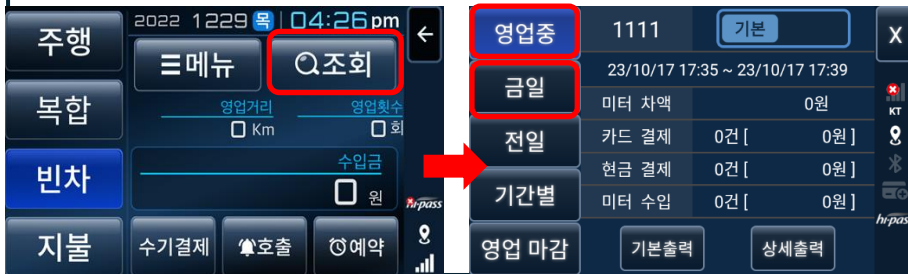 주행
복합
빈차
지불
2022 1229 목 04:26 pm
메뉴
조회
영업거리
영업횟수
0 Km
0 회
수입금
0 원
수기결제
호출
예약
hi-pass
영업중
금일
전일
기간별
영업 마감
1111
기본
X
23/10/17 17:35 ~ 23/10/17 17:39
미터 차액 0원
카드 결제 0건 [ 0원 ]
현금 결제 0건 [ 0원 ]
미터 수입 0건 [ 0원 ]
기본출력
상세출력
KT
hi-pass